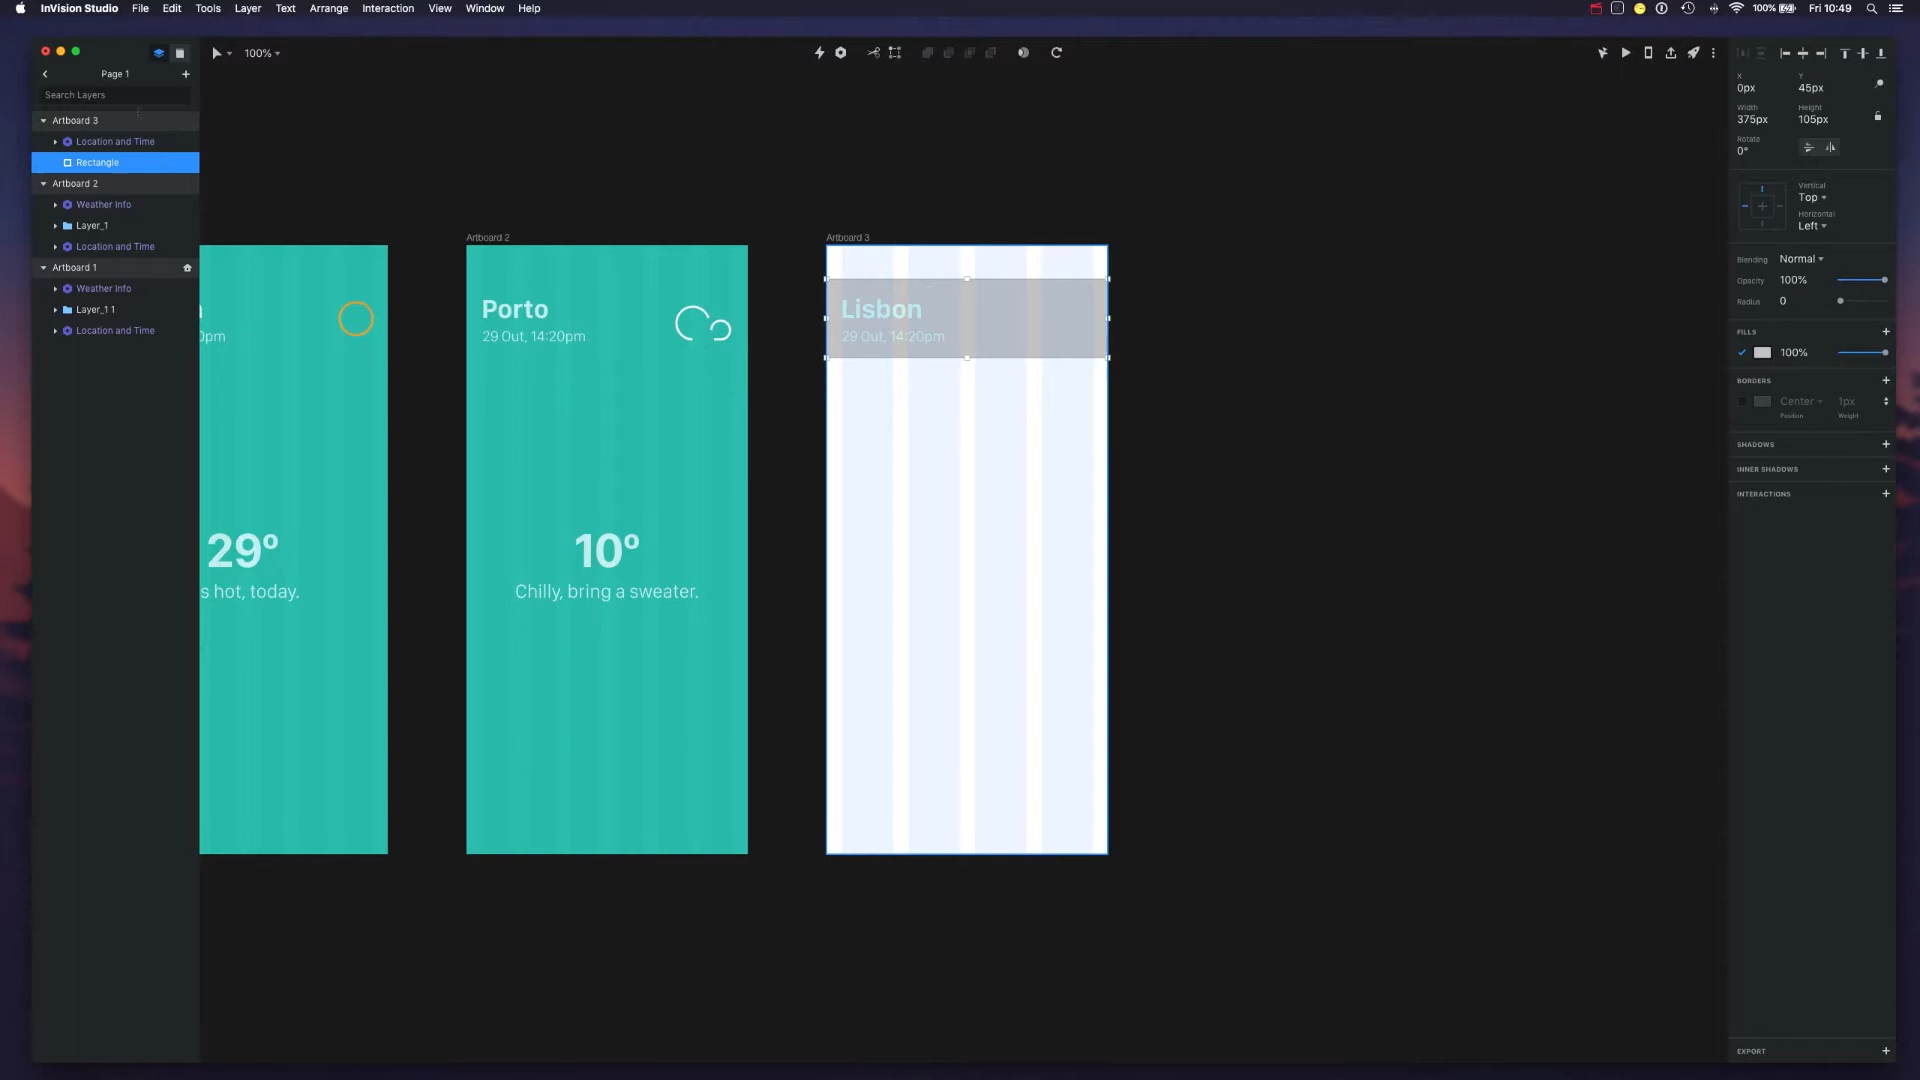 InVision Studio File Edit Tools Layer Text Arrange Interaction View Window Help
100% Fri 10:49
100%
Page 1
Search Layers
Artboard 3
Location and Time
Rectangle
Artboard 2
Weather Info
Layer_1
Location and Time
Artboard 1
Weather Info
Layer_1 1
Location and Time
0pm
29º
s hot, today.
Artboard 2
Porto
29 Out, 14:20pm
10º
Chilly, bring a sweater.
Artboard 3
Lisbon
29 Out, 14:20pm
X Y
0px 45px
Width Height
375px 105px
Rotate
0°
Vertical
Top
Horizontal
Left
Blending Normal
Opacity 100%
Radius 0
FILLS
100%
BORDERS
Center 1px
Position Weight
SHADOWS
INNER SHADOWS
INTERACTIONS
EXPORT